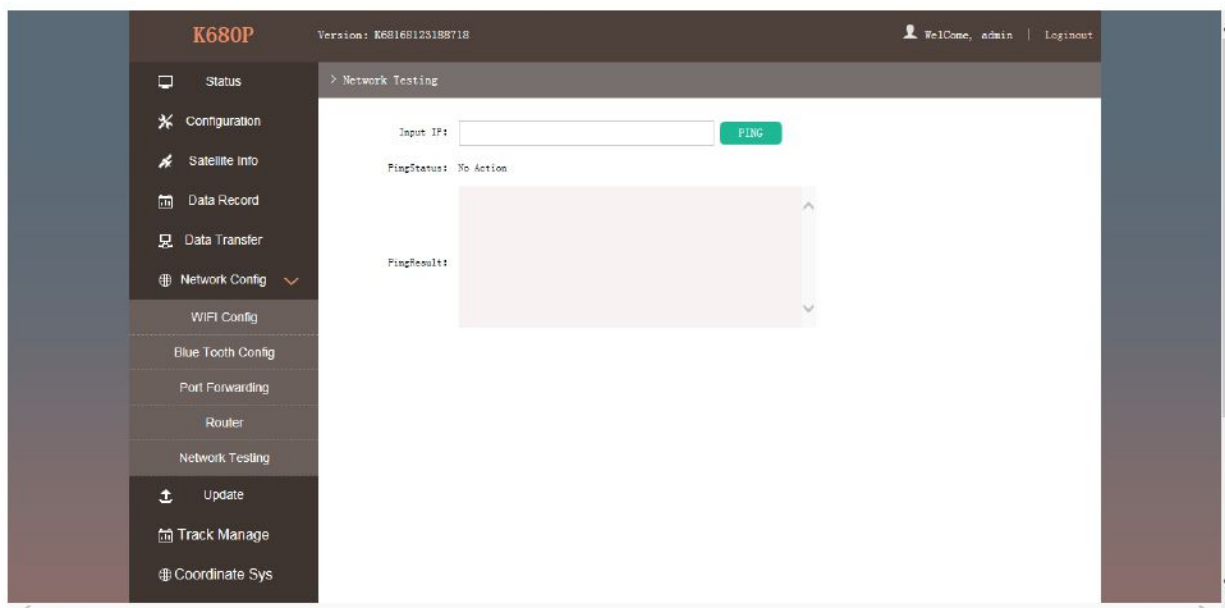 K680P
Version: K68168123188718
WelCome, admin | Loginout
Status
Configuration
Satellite Info
Data Record
Data Transfer
Network Config
WIFI Config
Blue Tooth Config
Port Forwarding
Router
Network Testing
Update
Track Manage
Coordinate Sys
> Network Testing
Input IP:
PING
PingStatus: No Action
PingResult: